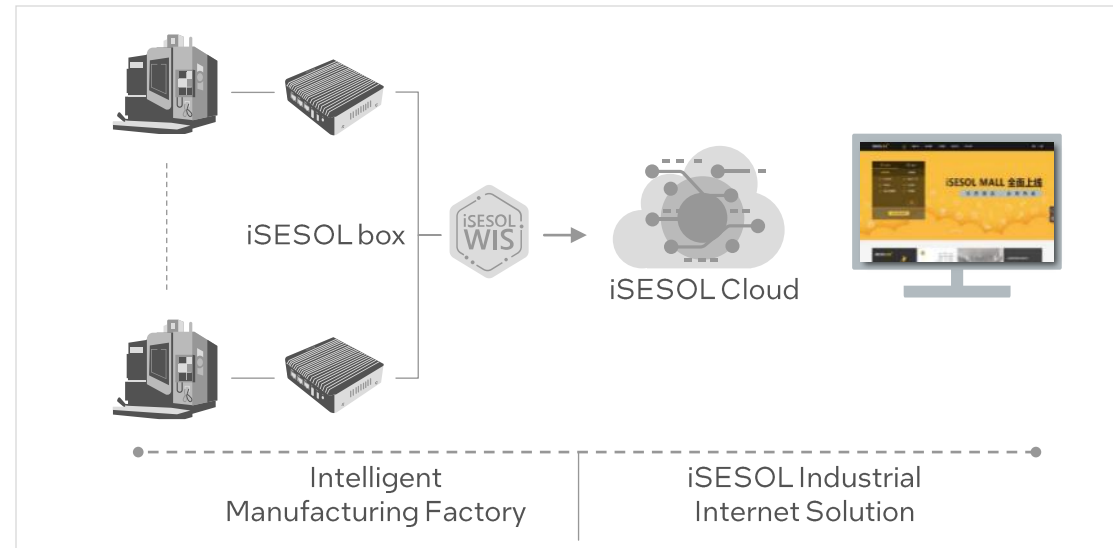 iSESOL box
iSESOL
WIS
iSESOL Cloud
iSESOL MALL 全面上线
Intelligent
Manufacturing Factory
iSESOL Industrial
Internet Solution